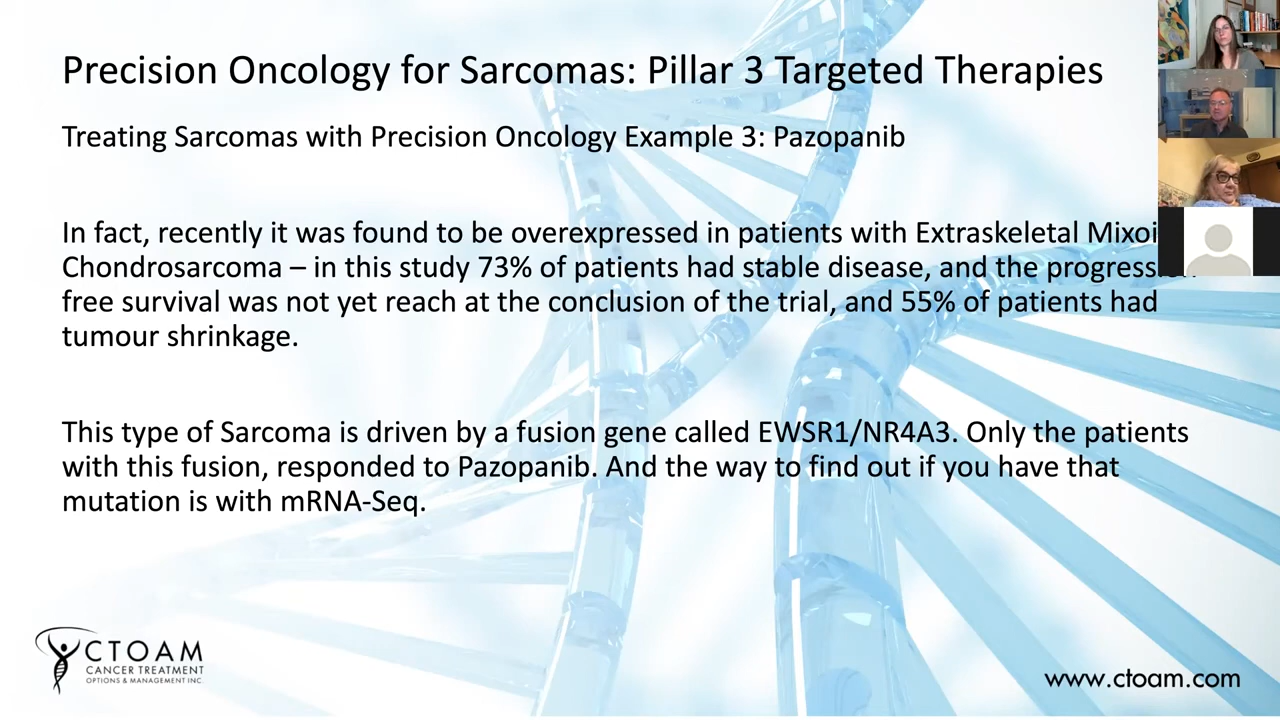 Precision Oncology for Sarcomas: Pillar 3 Targeted Therapies
Treating Sarcomas with Precision Oncology Example 3: Pazopanib
In fact, recently it was found to be overexpressed in patients with Extraskeletal Mixoi
Chondrosarcoma – in this study 73% of patients had stable disease, and the progression
free survival was not yet reach at the conclusion of the trial, and 55% of patients had
tumour shrinkage.
This type of Sarcoma is driven by a fusion gene called EWSR1/NR4A3. Only the patients
with this fusion, responded to Pazopanib. And the way to find out if you have that
mutation is with mRNA-Seq.
CTOAM
CANCER TREATMENT
OPTIONS & MANAGEMENT INC.
www.ctoam.com